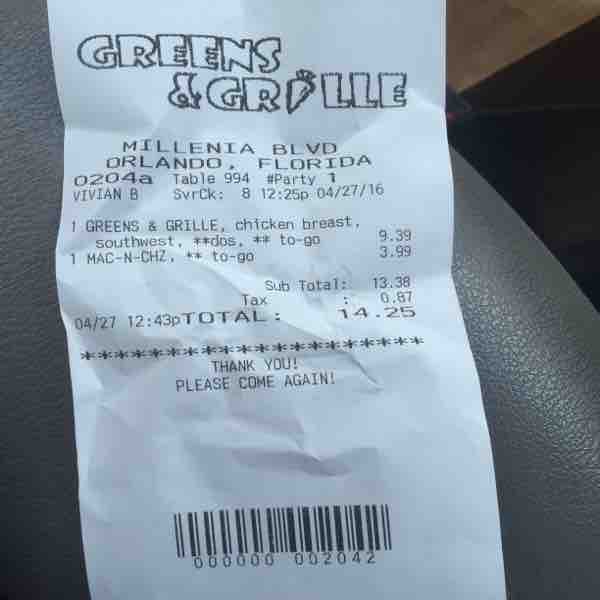 GREENS
& GRILLE
MILLENIA BLVD
ORLANDO, FLORIDA
0204a Table 994 #Party 1
VIVIAN B SvrCk: 8 12:25p 04/27/16
1 GREENS & GRILLE, chicken breast,
southwest, **dos, ** to-go 9.39
1 MAC-N-CHZ, ** to-go 3.99
Sub Total: 13.38
Tax : 0.87
04/27 12:43p TOTAL: 14.25
******************************
THANK YOU!
PLEASE COME AGAIN!
000000 002042